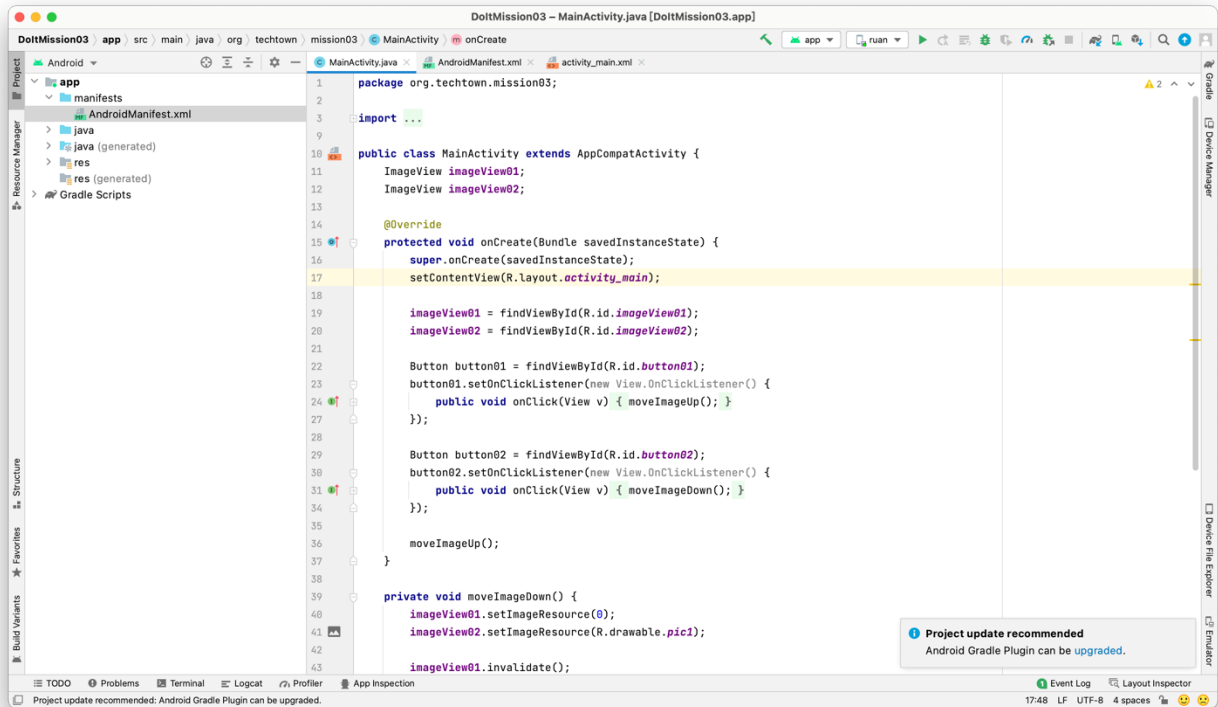 DoItMission03 – MainActivity.java [DoItMission03.app]
DoItMission03 app src main java org techtown mission03 MainActivity onCreate
app ruan
Project
Android
MainActivity.java AndroidManifest.xml activity_main.xml
app
manifests
AndroidManifest.xml
java
java (generated)
res
res (generated)
Gradle Scripts
Resource Manager
Structure
Favorites
Build Variants
1 package org.techtown.mission03;
2
3 import ...
9
10 public class MainActivity extends AppCompatActivity {
11 ImageView imageView01;
12 ImageView imageView02;
13
14 @Override
15 protected void onCreate(Bundle savedInstanceState) {
16 super.onCreate(savedInstanceState);
17 setContentView(R.layout.activity_main);
18
19 imageView01 = findViewById(R.id.imageView01);
20 imageView02 = findViewById(R.id.imageView02);
21
22 Button button01 = findViewById(R.id.button01);
23 button01.setOnClickListener(new View.OnClickListener() {
24 public void onClick(View v) { moveImageUp(); }
27 });
28
29 Button button02 = findViewById(R.id.button02);
30 button02.setOnClickListener(new View.OnClickListener() {
31 public void onClick(View v) { moveImageDown(); }
34 });
35
36 moveImageUp();
37 }
38
39 private void moveImageDown() {
40 imageView01.setImageResource(0);
41 imageView02.setImageResource(R.drawable.pic1);
42
43 imageView01.invalidate();
2
Gradle
Device Manager
Device File Explorer
Emulator
Project update recommended
Android Gradle Plugin can be upgraded.
TODO Problems Terminal Logcat Profiler App Inspection 1 Event Log Layout Inspector
Project update recommended: Android Gradle Plugin can be upgraded. 17:48 LF UTF-8 4 spaces